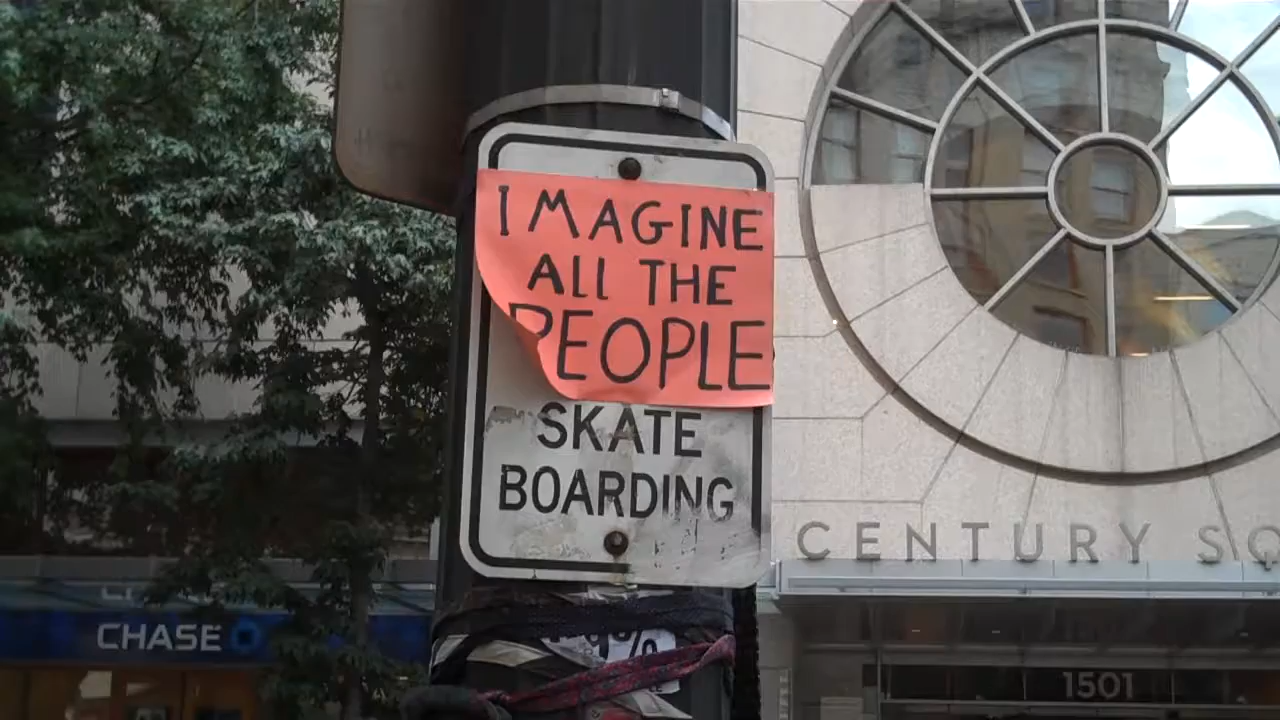 IMAGINE
ALL THE
PEOPLE
SKATE
BOARDING
CENTURY SQ
CHASE
1501